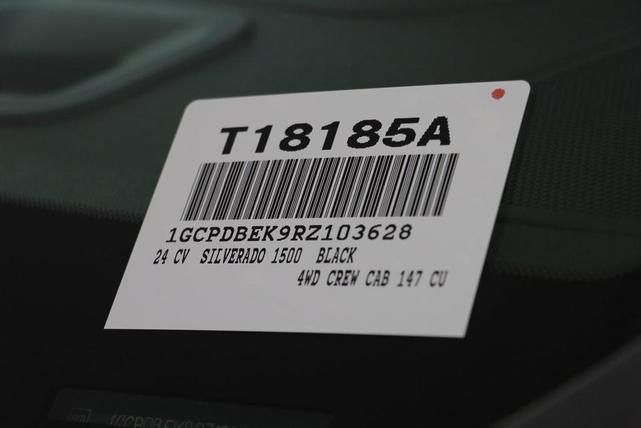 T18185A
1GCPDBEK9RZ103628
24 CV SILVERADO 1500 BLACK
4WD CREW CAB 147 CU